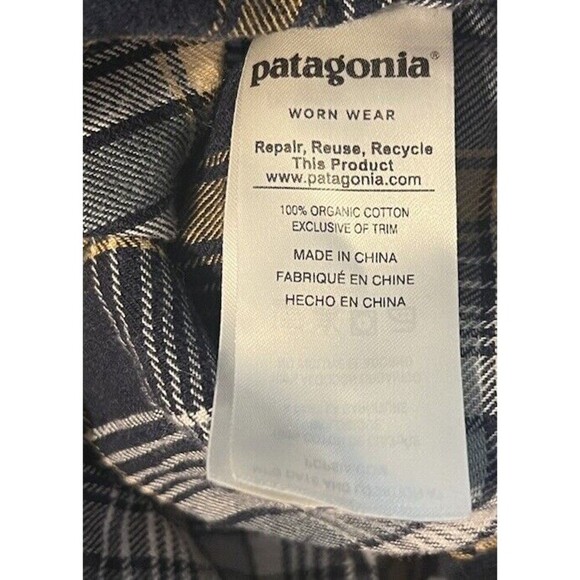 patagonia®
WORN WEAR
Repair, Reuse, Recycle
This Product
www.patagonia.com
100% ORGANIC COTTON
EXCLUSIVE OF TRIM
MADE IN CHINA
FABRIQUÉ EN CHINE
HECHO EN CHINA